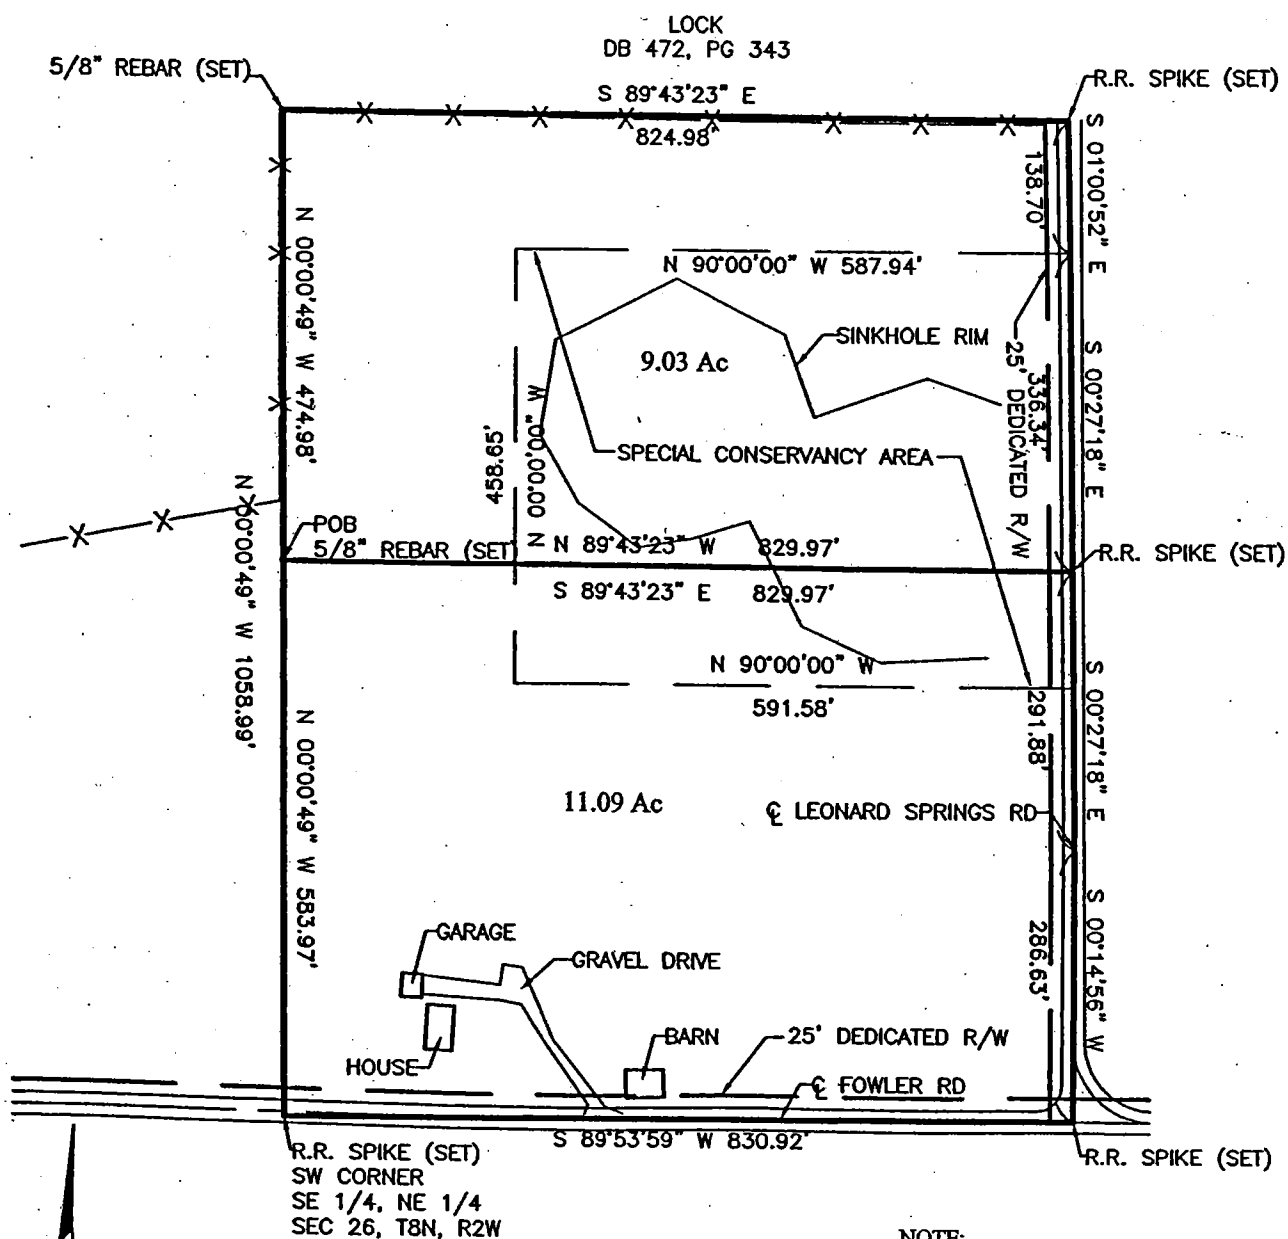 LOCK
DB 472, PG 343
5/8" REBAR (SET)
R.R. SPIKE (SET)
S 89°43'23" E
824.98'
S 01°00'52" E
138.70'
N 00°00'49" W 474.98'
N 90°00'00" W 587.94'
SINKHOLE RIM
9.03 Ac
25' DEDICATED R/W
336.34'
S 00°27'18" E
458.65'
N 00°00'00" W
SPECIAL CONSERVANCY AREA
POB
5/8" REBAR (SET)
N 89°43'23" W 829.97'
R.R. SPIKE (SET)
S 89°43'23" E 829.97'
N 00°00'49" W 1058.99'
N 90°00'00" W
591.58'
S 00°27'18" E
291.88'
N 00°00'49" W 583.97'
11.09 Ac
℄ LEONARD SPRINGS RD
S 00°14'56" W
286.63'
GARAGE
GRAVEL DRIVE
BARN
25' DEDICATED R/W
HOUSE
℄ FOWLER RD
S 89°53'59" W 830.92'
R.R. SPIKE (SET)
SW CORNER
SE 1/4, NE 1/4
SEC 26, T8N, R2W
R.R. SPIKE (SET)
NOTE: